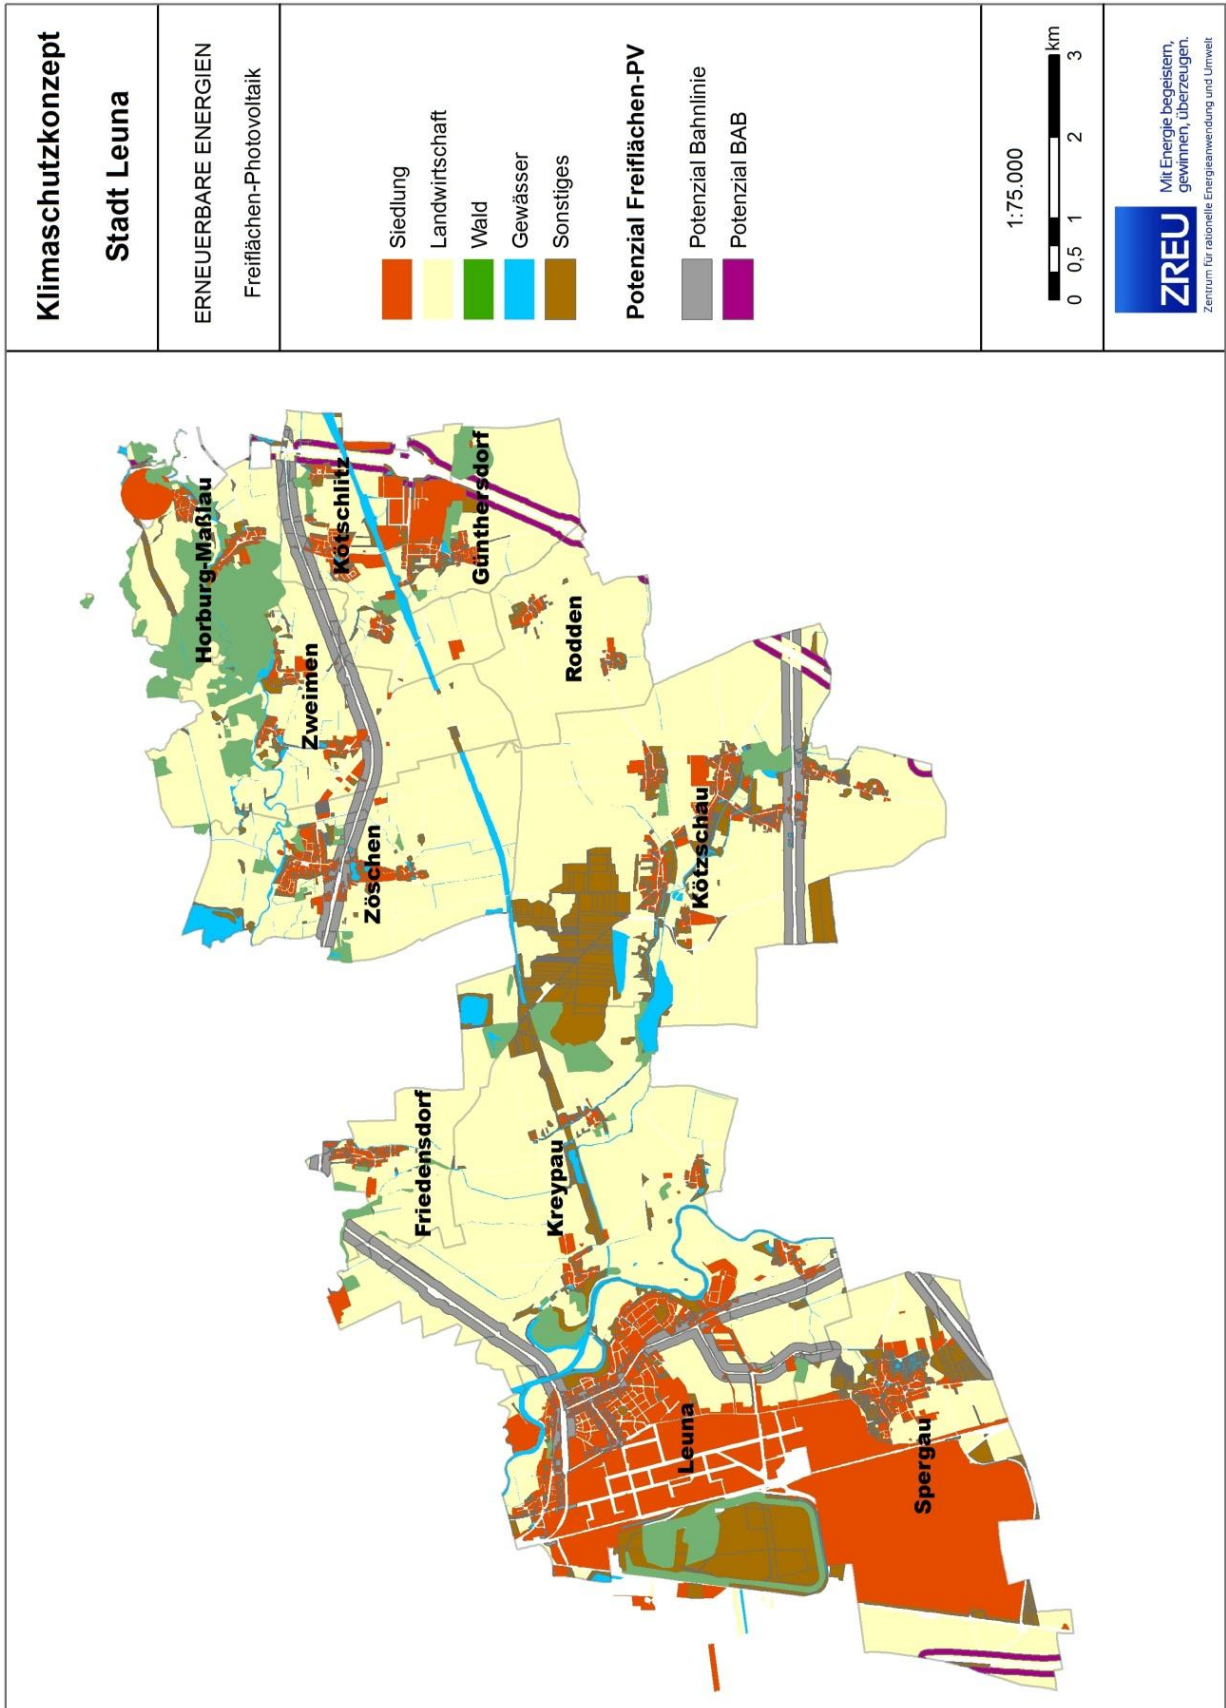 Klimaschutzkonzept
Stadt Leuna
ERNEUERBARE ENERGIEN
Freiflächen-Photovoltaik
Siedlung
Landwirtschaft
Wald
Gewässer
Sonstiges
Potenzial Freiflächen-PV
Potenzial Bahnlinie
Potenzial BAB
1:75.000
0 0,5 1 2 3 km
ZREU
Mit Energie begeistern,
gewinnen, überzeugen.
Zentrum für rationelle Energieanwendung und Umwelt
Horburg-Maßlau
Zweimen
Kötschlitz
Zöschen
Günthersdorf
Friedensdorf
Rodden
Kreypau
Kötzschau
Leuna
Spergau